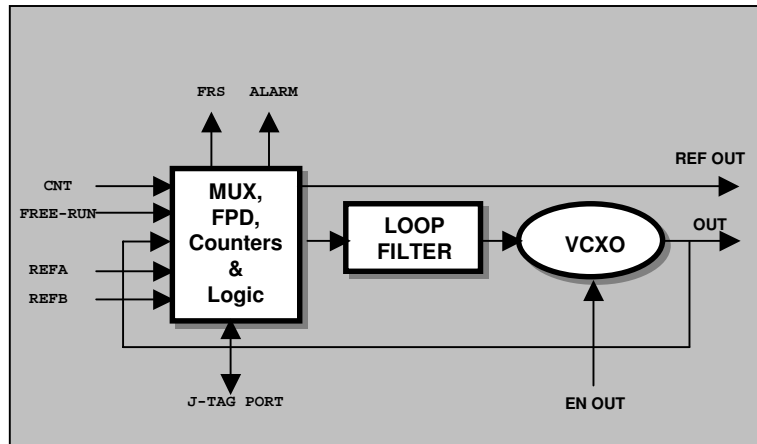 FRS ALARM
REF OUT
CNT
FREE-RUN
REFA
REFB
MUX,
FPD,
Counters
&
Logic
LOOP
FILTER
VCXO
OUT
J-TAG PORT
EN OUT